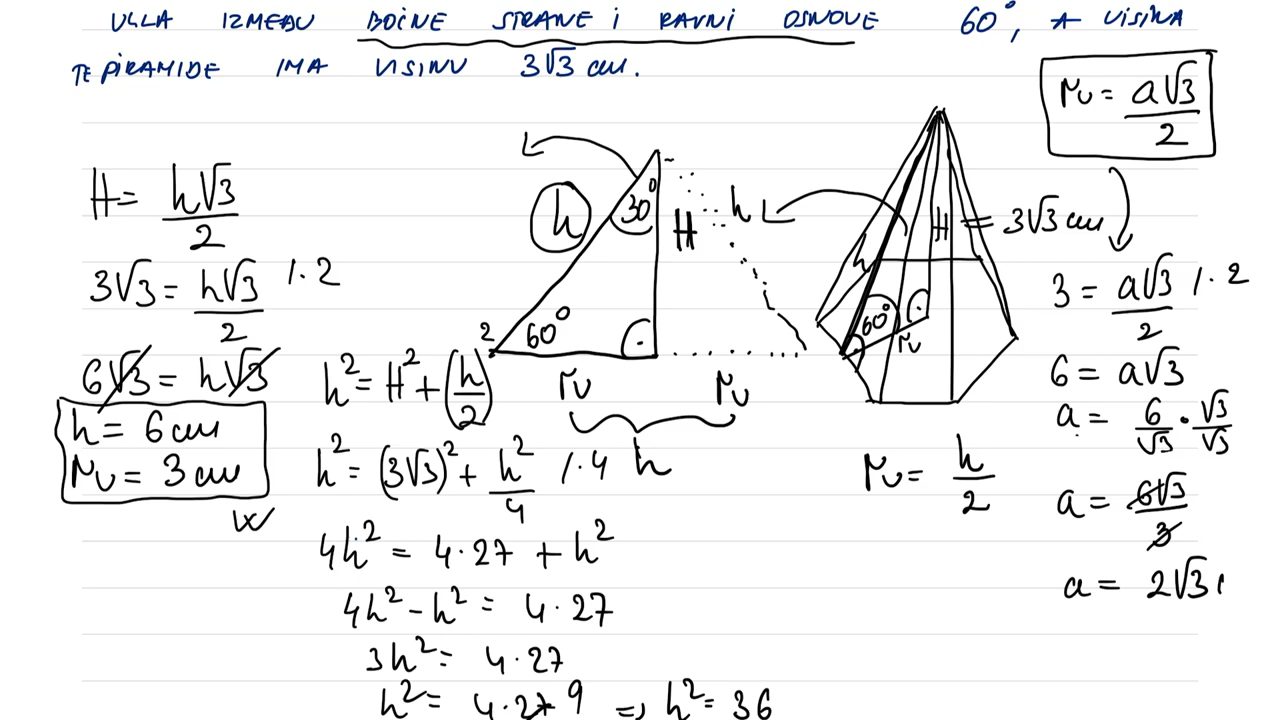 UGLA IZMEĐU BOČNE STRANE I RAVNI OSNOVE 60°, A VISINA
TE PIRAMIDE IMA VISINU 3√3 cm.
ru = a√3/2
H = h√3/2
3√3 = h√3/2 /·2
6√3 = h√3
h = 6 cm
ru = 3 cm
h
30°
H
h
60°
ru ru
h
h² = H² + (h/2)²
h² = (3√3)² + h²/4 /·4
4h² = 4·27 + h²
4h² - h² = 4·27
3h² = 4·27
h² = 4·27 9 => h² = 36
H = 3√3 cm
h
60°
ru
ru = h/2
3 = a√3/2 /·2
6 = a√3
a = 6/√3 · √3/√3
a = 6√3/3
a = 2√3